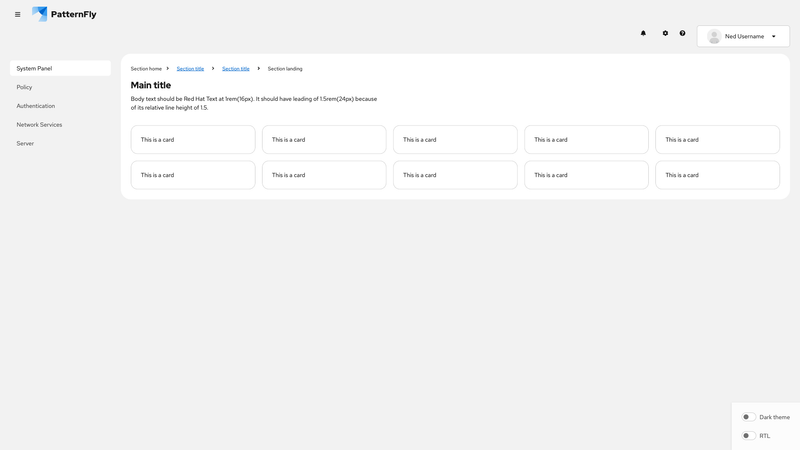 PatternFly
Ned Username
System Panel
Policy
Authentication
Network Services
Server
Section home Section title Section title Section landing
Main title
Body text should be Red Hat Text at 1rem(16px). It should have leading of 1.5rem(24px) because
of its relative line height of 1.5.
This is a card This is a card This is a card This is a card This is a card
This is a card This is a card This is a card This is a card This is a card
Dark theme
RTL